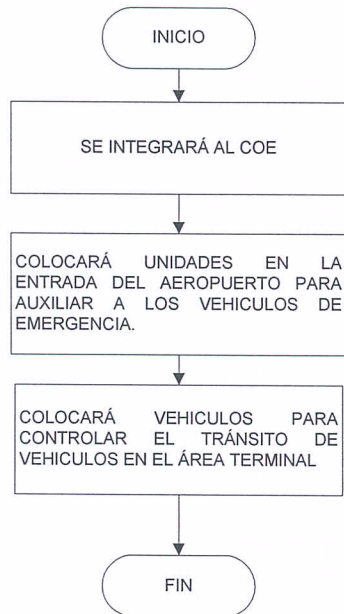 INICIO
SE INTEGRARÁ AL COE
COLOCARÁ UNIDADES EN LA
ENTRADA DEL AEROPUERTO PARA
AUXILIAR A LOS VEHICULOS DE
EMERGENCIA.
COLOCARÁ VEHICULOS PARA
CONTROLAR EL TRÁNSITO DE
VEHICULOS EN EL ÁREA TERMINAL
FIN